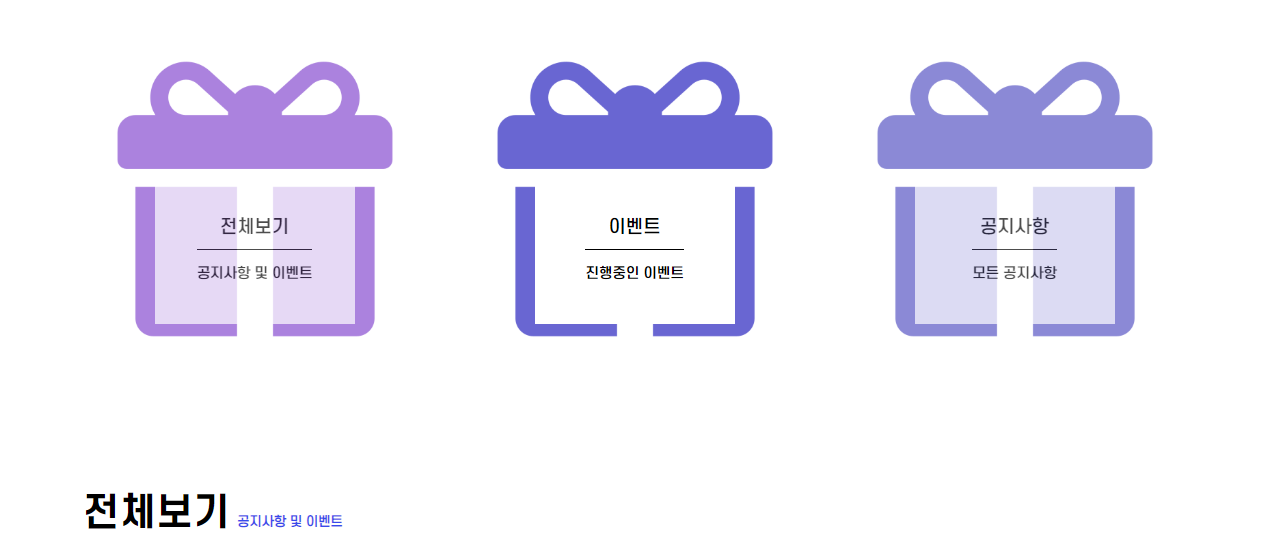 전체보기
공지사항 및 이벤트
이벤트
진행중인 이벤트
공지사항
모든 공지사항
전체보기 공지사항 및 이벤트